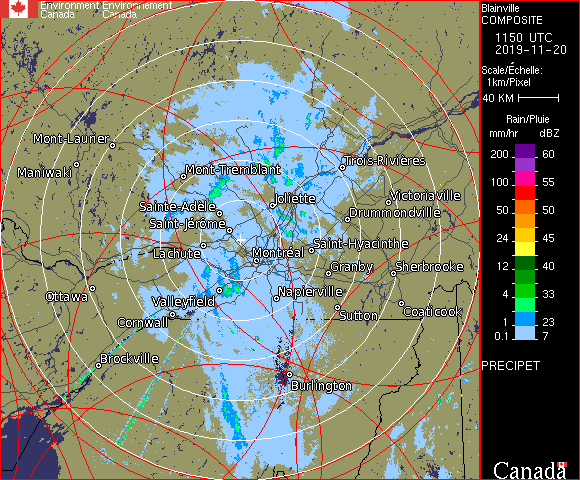 Environment Environnement
Canada Canada
Blainville
COMPOSITE
1150 UTC
2019-11-20
Scale/Échelle:
1km/Pixel
40 KM
Rain/Pluie
mm/hr dBZ
200 60
100 55
50 50
24 45
12 40
4 33
1 23
0.1 7
PRECIPET
Canada
Mont-Laurier
Maniwaki
Mont-Tremblant
Trois-Rivières
Joliette
Victoriaville
Sainte-Adèle
Drummondville
Saint-Jérôme
Lachute
Montréal
Saint-Hyacinthe
Granby
Sherbrooke
Ottawa
Valleyfield
Napierville
Cornwall
Sutton
Coaticook
Brockville
Burlington